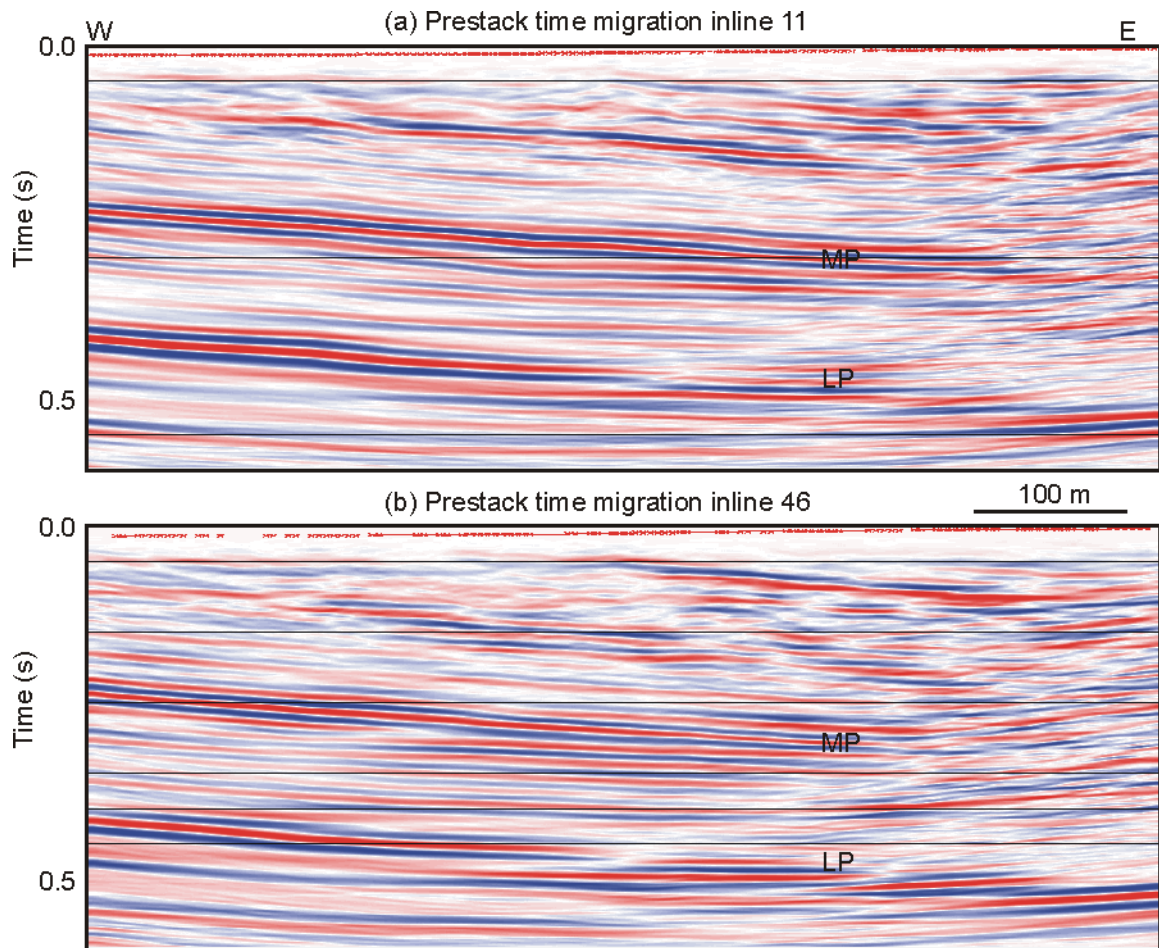 (a) Prestack time migration inline 11
W
E
0.0
Time (s)
MP
LP
0.5
(b) Prestack time migration inline 46
100 m
0.0
Time (s)
MP
LP
0.5